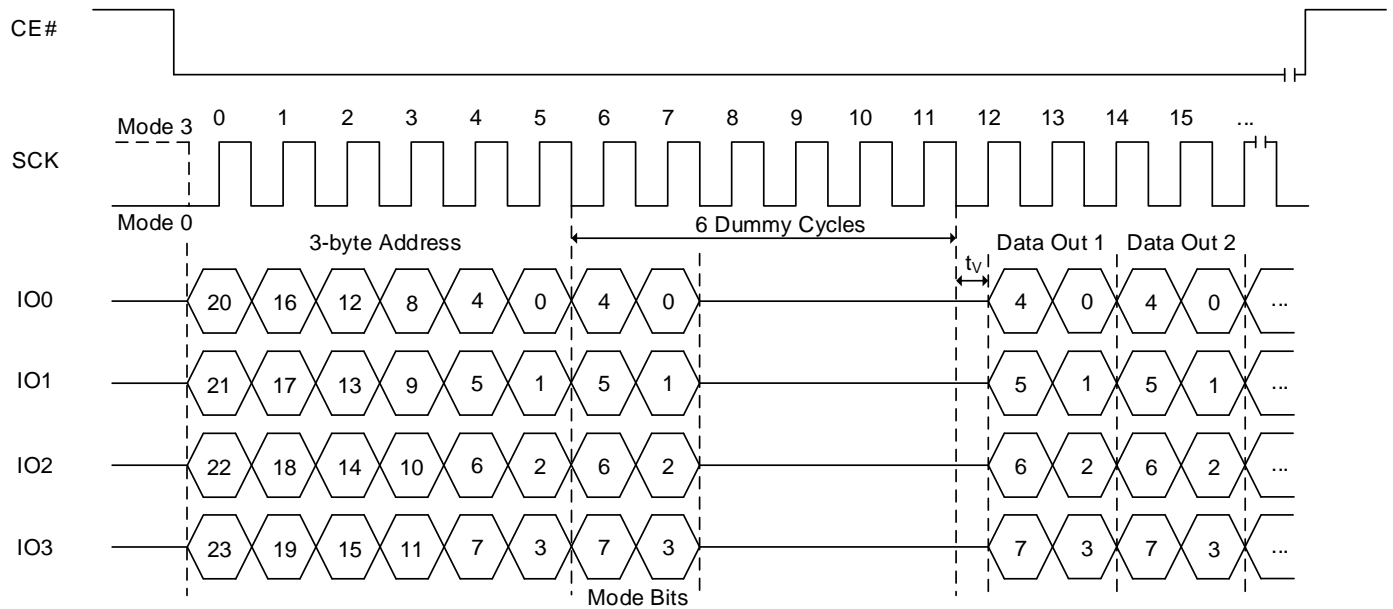 CE#
Mode 3
0 1 2 3 4 5 6 7 8 9 10 11 12 13 14 15 ...
SCK
Mode 0
6 Dummy Cycles
3-byte Address
Data Out 1 Data Out 2
tV
IO0 20 16 12 8 4 0 4 0 4 0 4 0 ...
IO1 21 17 13 9 5 1 5 1 5 1 5 1 ...
IO2 22 18 14 10 6 2 6 2 6 2 6 2 ...
IO3 23 19 15 11 7 3 7 3 7 3 7 3 ...
Mode Bits